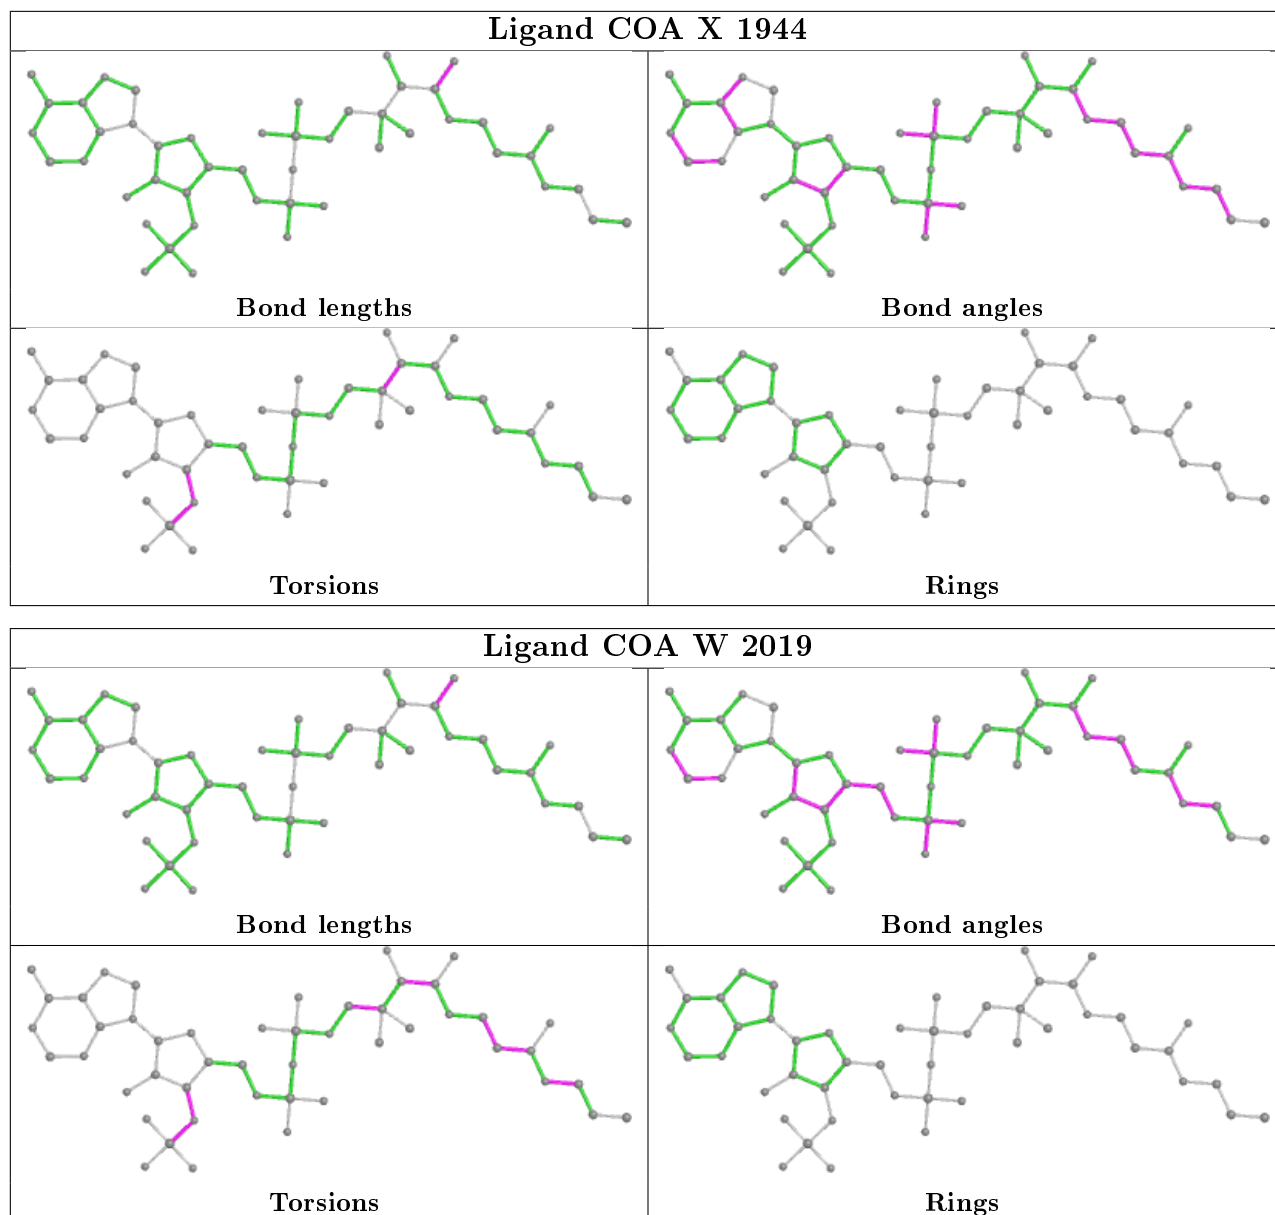 Ligand COA X 1944
Bond lengths
Bond angles
Torsions
Rings
Ligand COA W 2019
Bond lengths
Bond angles
Torsions
Rings